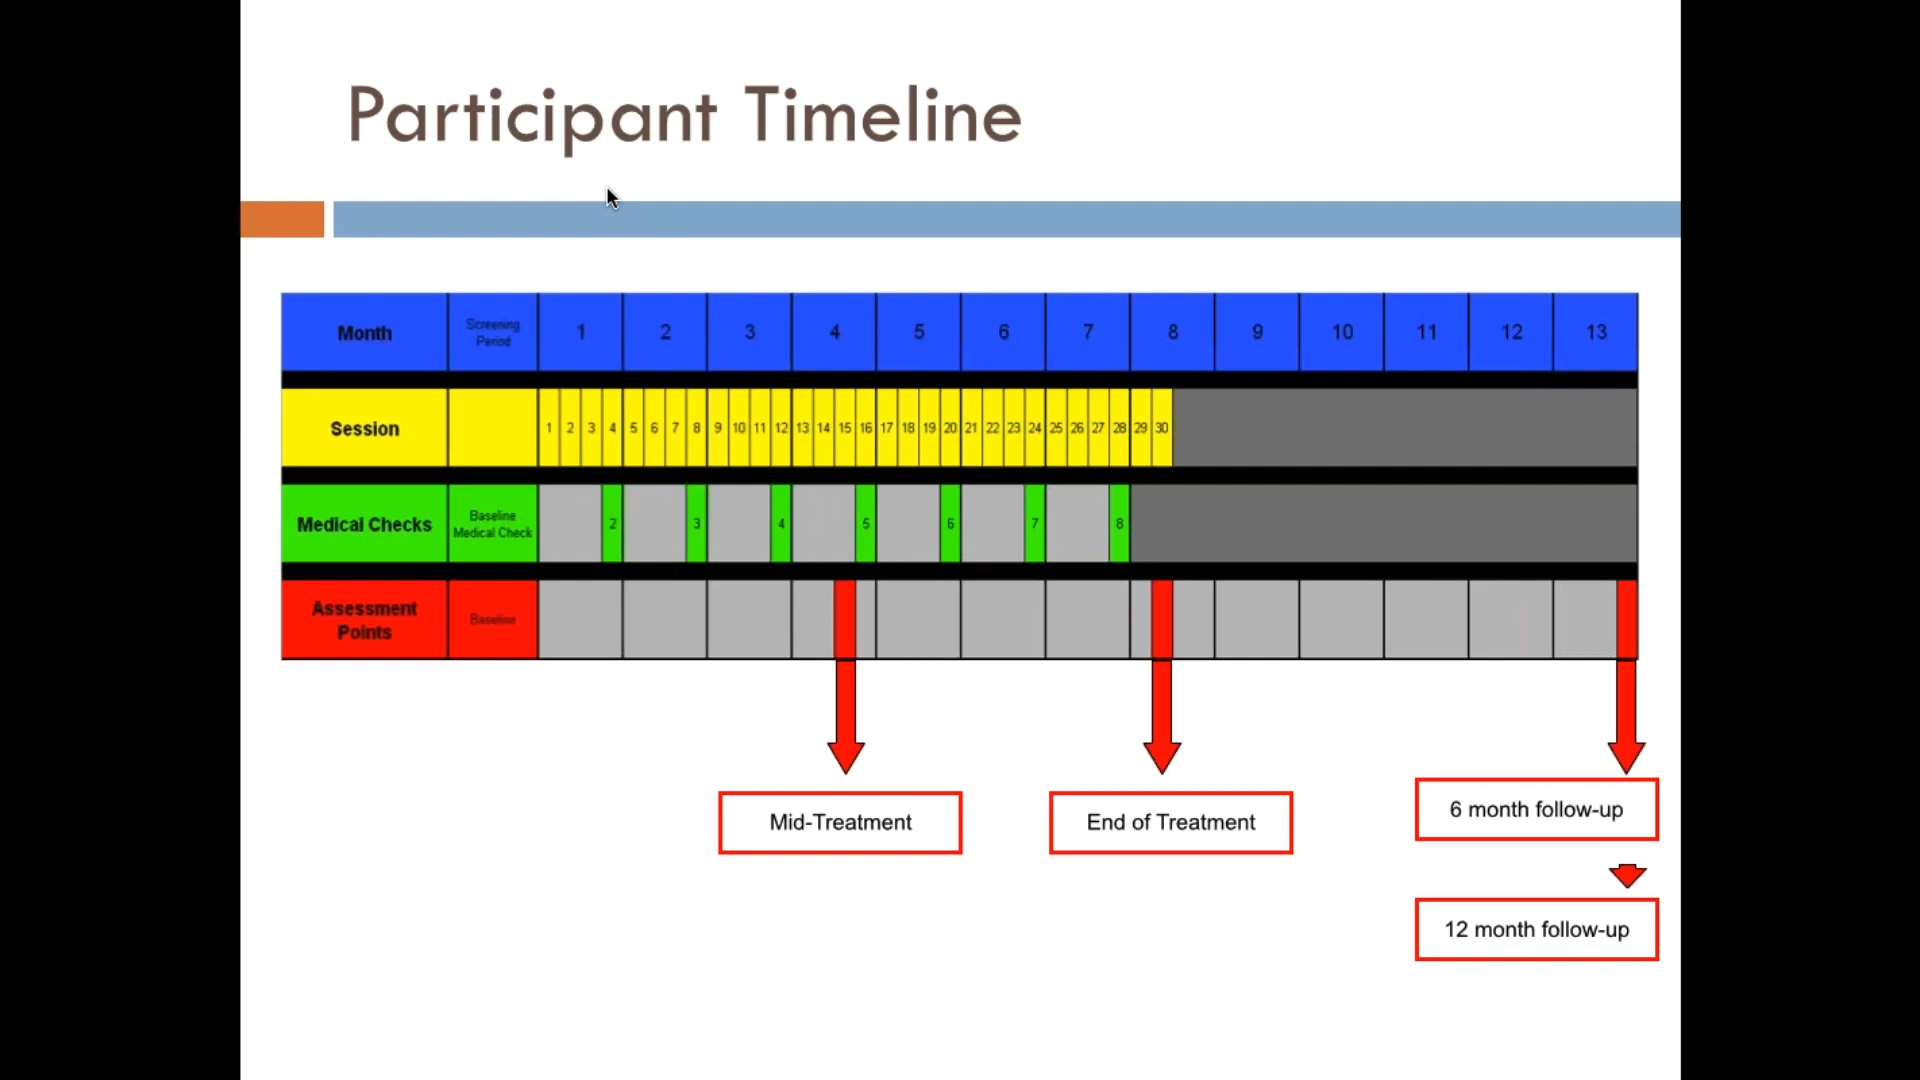 Participant Timeline
Month
Screening
Period
1 2 3 4 5 6 7 8 9 10 11 12 13
Session
1 2 3 4 5 6 7 8 9 10 11 12 13 14 15 16 17 18 19 20 21 22 23 24 25 26 27 28 29 30
Medical Checks
Baseline
Medical Check
2 3 4 5 6 7 8
Assessment
Points
Baseline
Mid-Treatment
End of Treatment
6 month follow-up
12 month follow-up